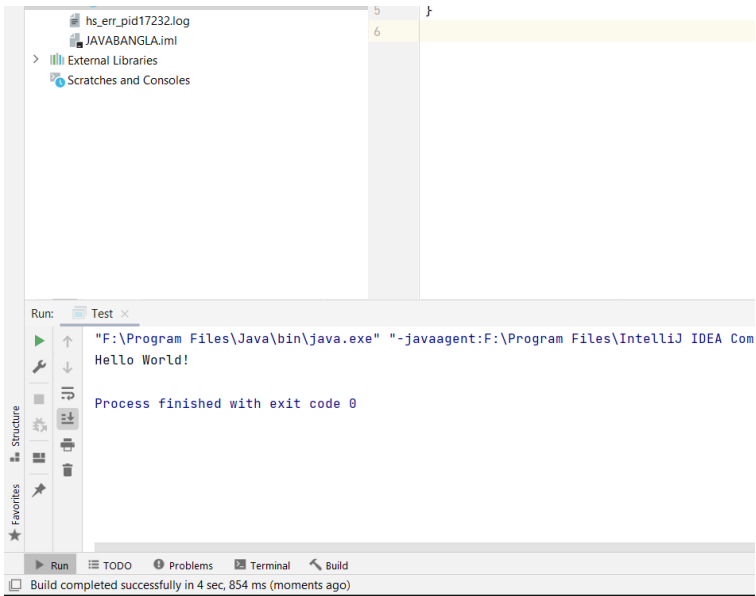 hs_err_pid17232.log
JAVABANGLA.iml
External Libraries
Scratches and Consoles
5 }
6
Run: Test
"F:\Program Files\Java\bin\java.exe" "-javaagent:F:\Program Files\IntelliJ IDEA Com
Hello World!
Process finished with exit code 0
Structure
Favorites
Run TODO Problems Terminal Build
Build completed successfully in 4 sec, 854 ms (moments ago)